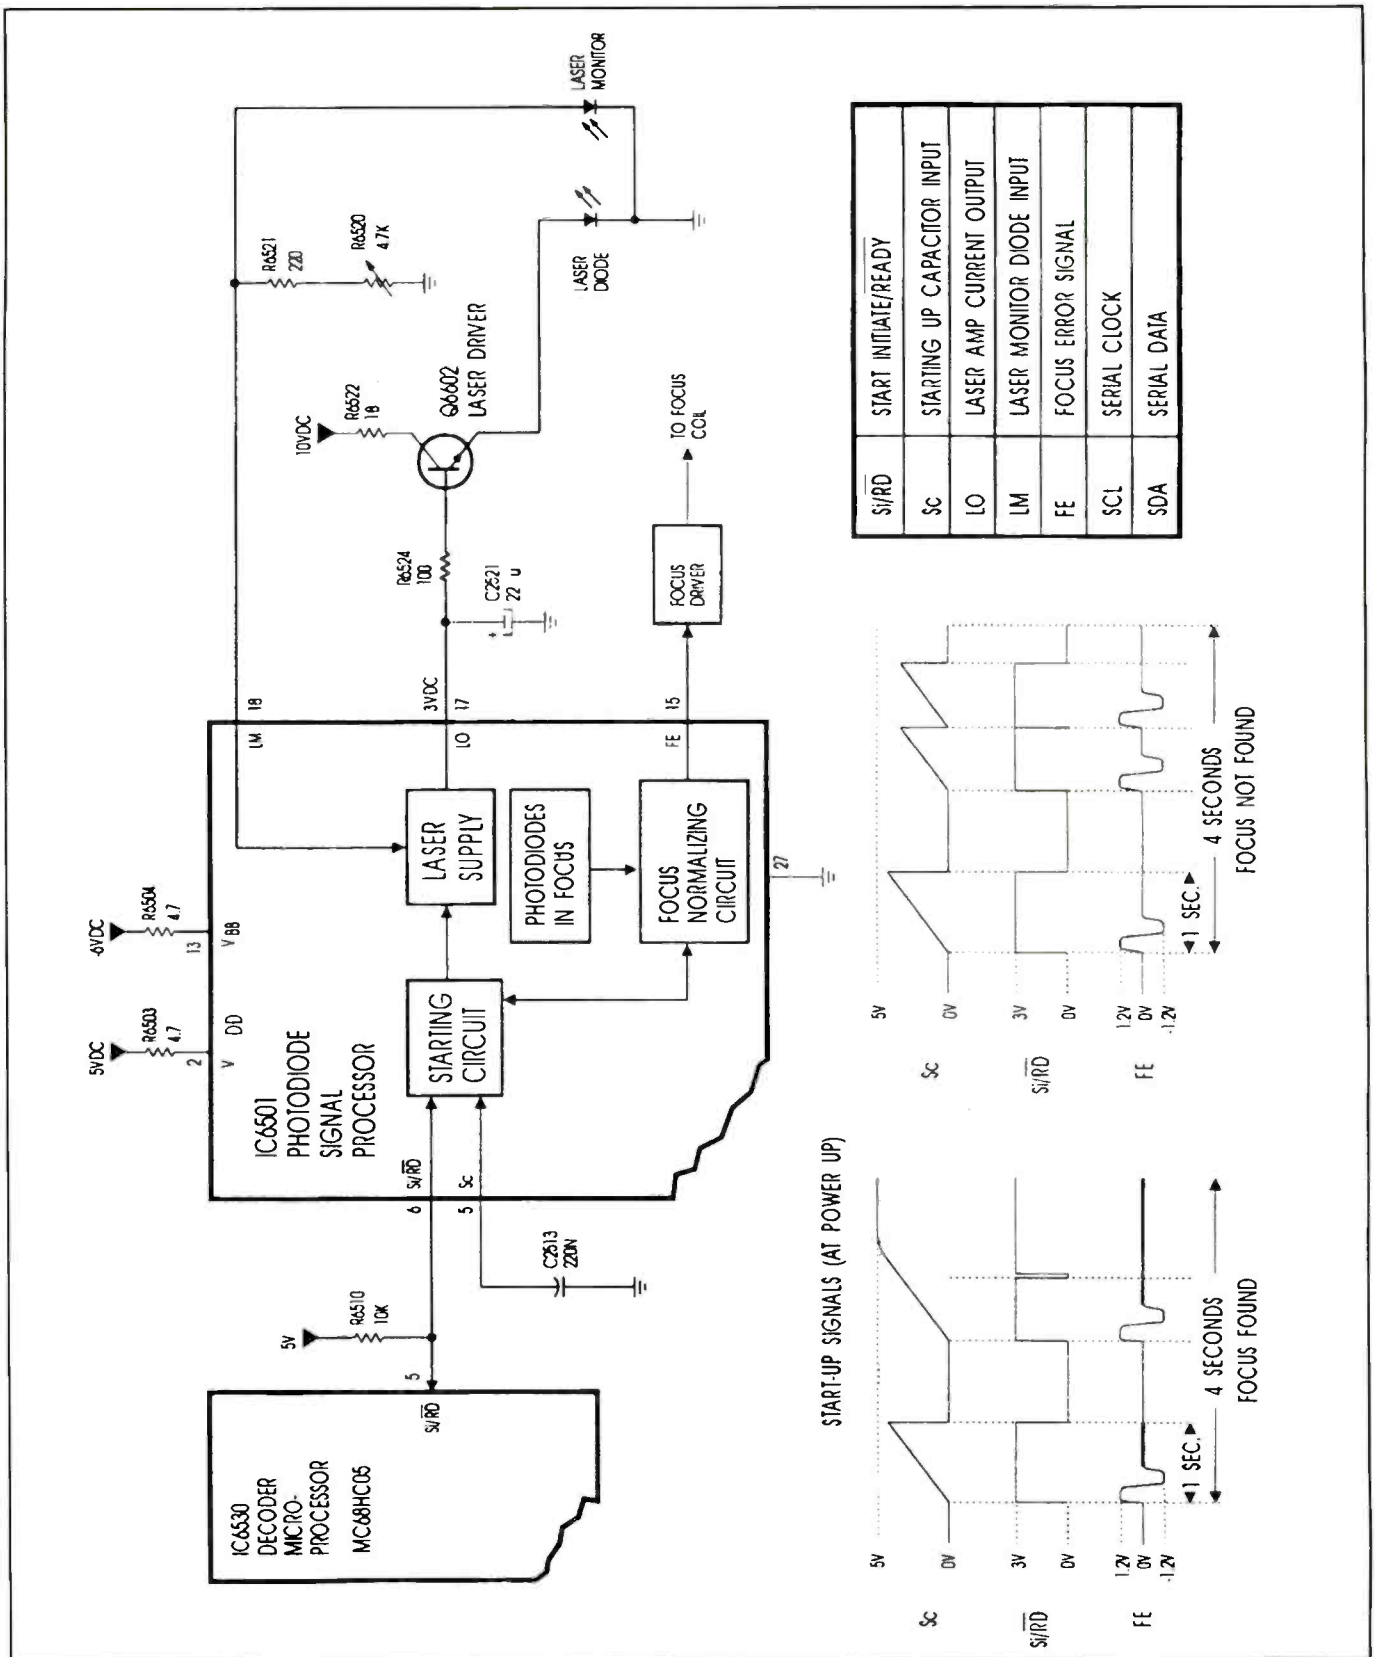 IC6530
DECODER
MICRO-
PROCESSOR
MC68HC05
Si/RD
5
5V
R6510
10K
C2513
220N
6
Si/RD
5
Sc
IC6501
PHOTODIODE
SIGNAL
PROCESSOR
5VDC
R6503
4.7
2
V DD
-6VDC
R6504
4.7
13
V BB
STARTING
CIRCUIT
LASER
SUPPLY
PHOTODIODES
IN FOCUS
FOCUS
NORMALIZING
CIRCUIT
27
LM
18
LO
3VDC
17
FE
15
R6524
100
C2521
22 u
+
10VDC
R6522
18
Q6602
LASER DRIVER
R6521
220
R6520
4.7K
LASER
DIODE
LASER
MONITOR
FOCUS
DRIVER
TO FOCUS
COIL
START-UP SIGNALS (AT POWER UP)
Sc
5V
0V
Si/RD
3V
0V
FE
1.2V
0V
-1.2V
1 SEC.
4 SECONDS
FOCUS FOUND
Sc
5V
0V
Si/RD
3V
0V
FE
1.2V
0V
-1.2V
1 SEC.
4 SECONDS
FOCUS NOT FOUND
Si/RD START INITIATE/READY
Sc STARTING UP CAPACITOR INPUT
LO LASER AMP CURRENT OUTPUT
LM LASER MONITOR DIODE INPUT
FE FOCUS ERROR SIGNAL
SCL SERIAL CLOCK
SDA SERIAL DATA